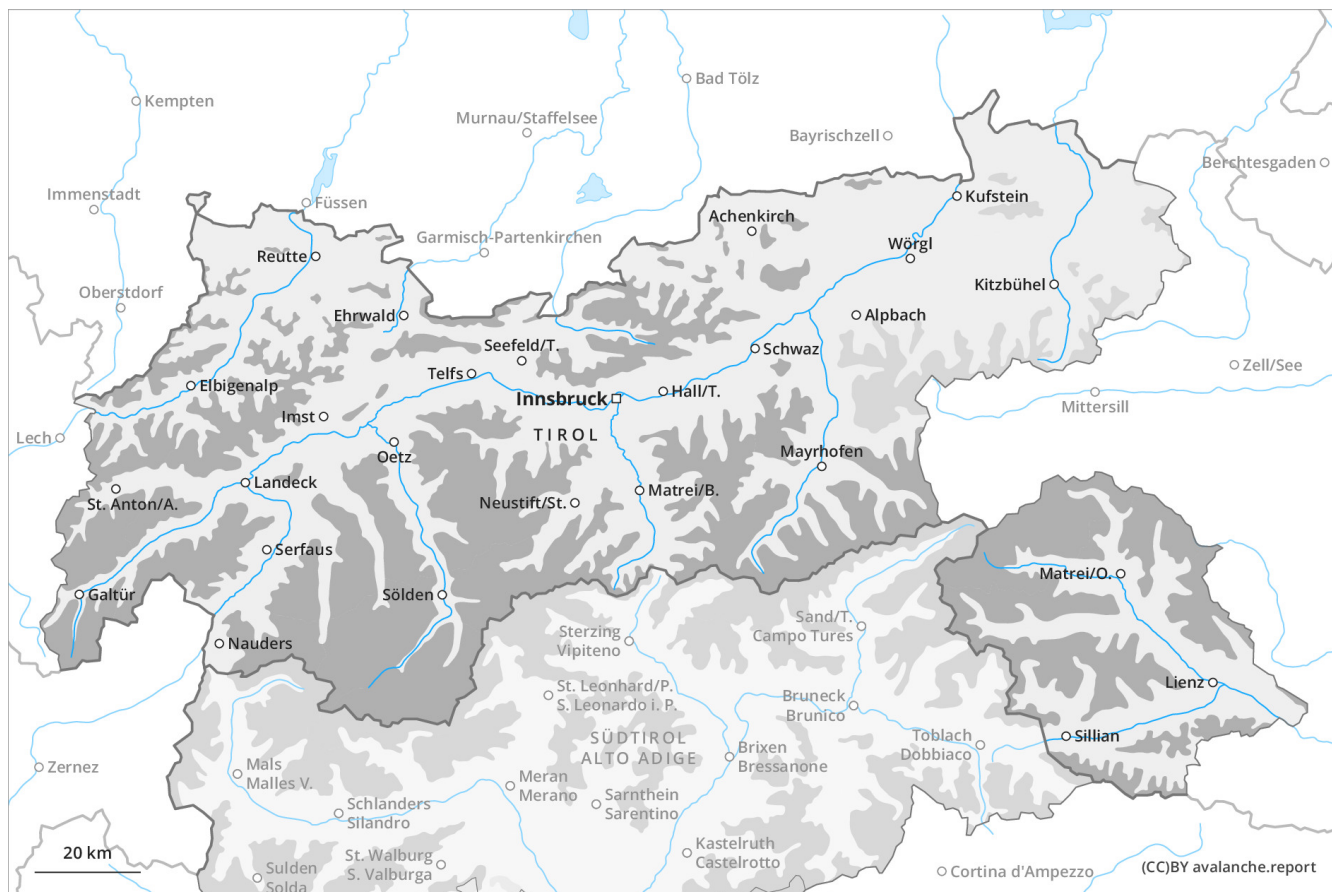 Kempten
Bad Tölz
Murnau/Staffelsee
Bayrischzell
Berchtesgaden
Immenstadt
Füssen
Kufstein
Achenkirch
Garmisch-Partenkirchen
Wörgl
Reutte
Oberstdorf
Kitzbühel
Ehrwald
Alpbach
Seefeld/T.
Schwaz
Zell/See
Telfs
Elbigenalp
Hall/T.
Innsbruck
Mittersill
Imst
Lech
TIROL
Oetz
Mayrhofen
Landeck
Matrei/B.
St. Anton/A.
Neustift/St.
Serfaus
Matrei/O.
Galtür
Sölden
Sand/T.
Campo Tures
Sterzing
Vipiteno
Nauders
Lienz
St. Leonhard/P.
S. Leonardo i. P.
Bruneck
Brunico
Sillian
Toblach
Dobbiaco
SÜDTIROL
ALTO ADIGE
Brixen
Bressanone
Zernez
Mals
Malles V.
Meran
Merano
Sarnthein
Sarentino
Schlanders
Silandro
Kastelruth
Castelrotto
20 km
St. Walburg
S. Valburga
Sulden
Solda
Cortina d'Ampezzo
(CC)BY avalanche.report